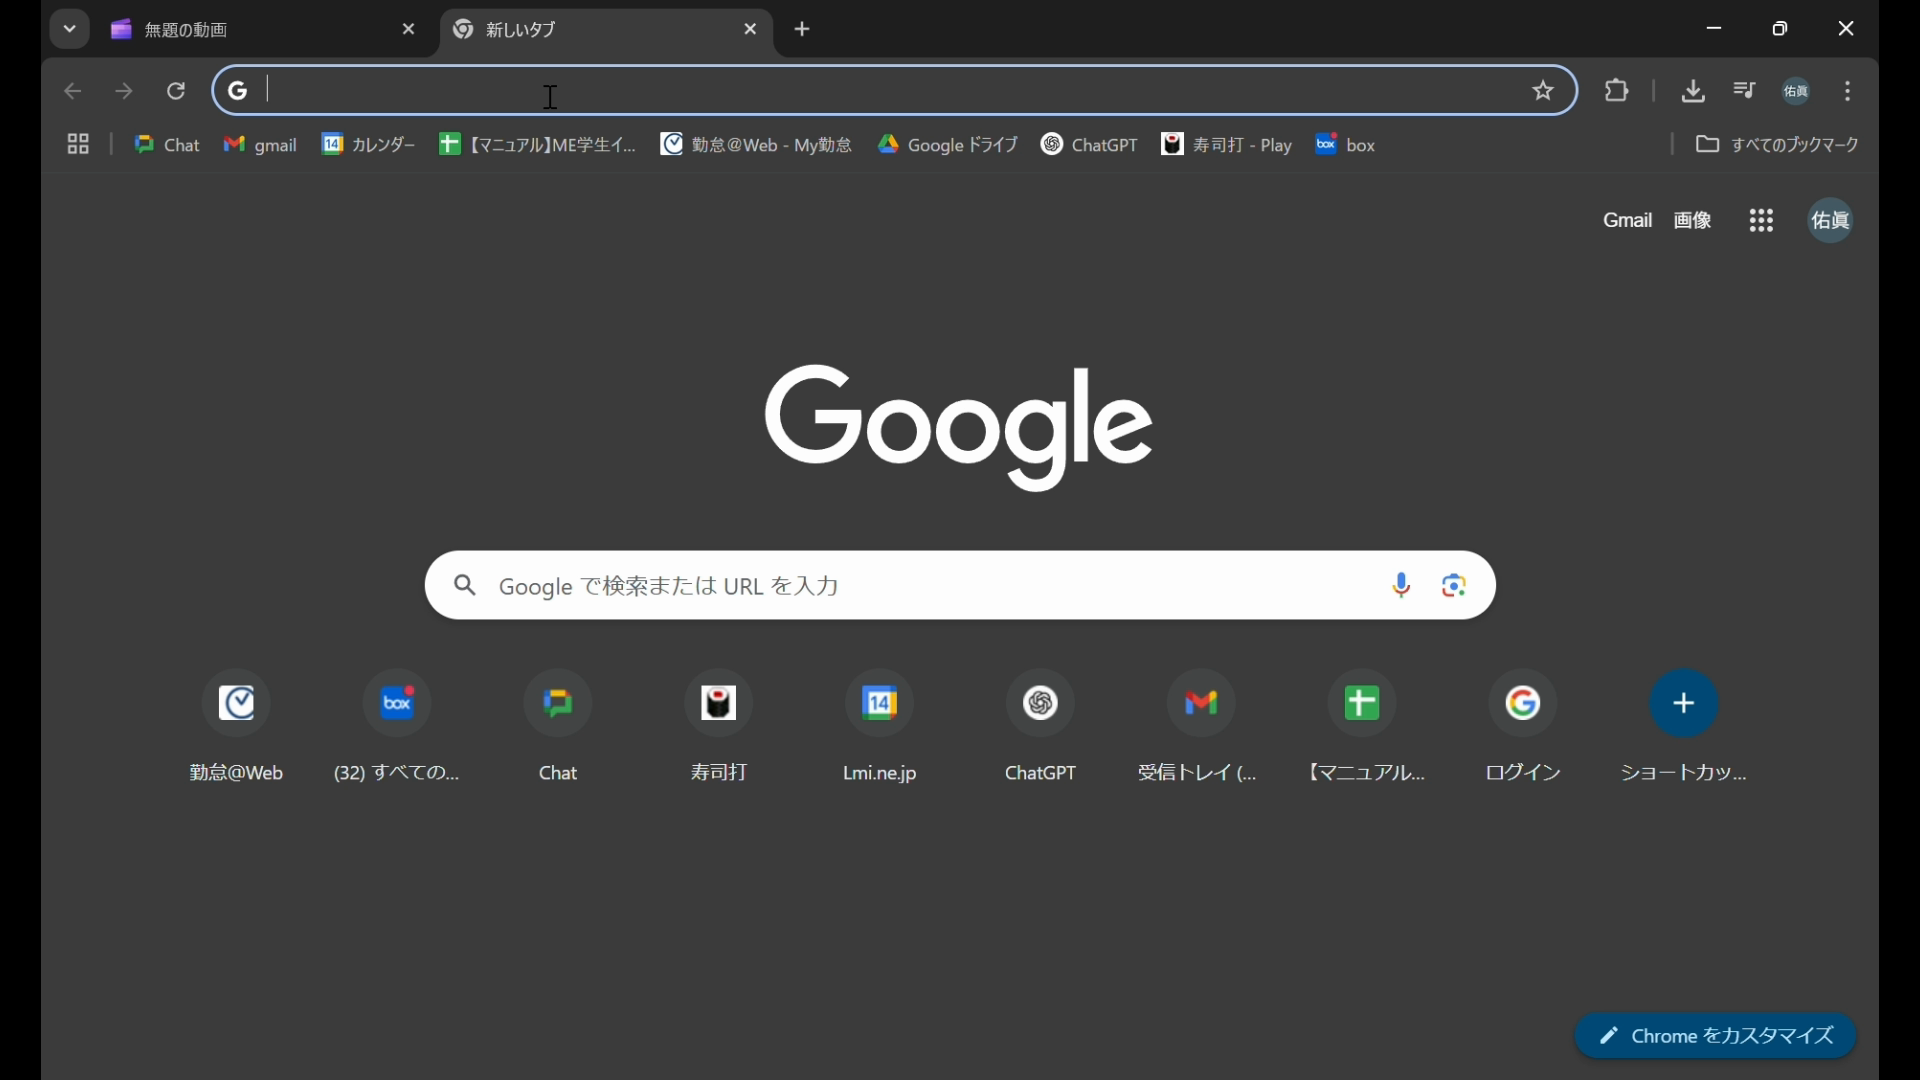 無題の動画
新しいタブ
佑眞
Chat gmail カレンダー 【マニュアル】ME学生イ... 勤怠@Web - My勤怠 Google ドライブ ChatGPT 寿司打 - Play box すべてのブックマーク
Gmail 画像 佑眞
Google
Google で検索または URL を入力
勤怠@Web (32) すべての... Chat 寿司打 Lmi.ne.jp ChatGPT 受信トレイ (... 【マニュアル... ログイン ショートカッ...
Chrome をカスタマイズ